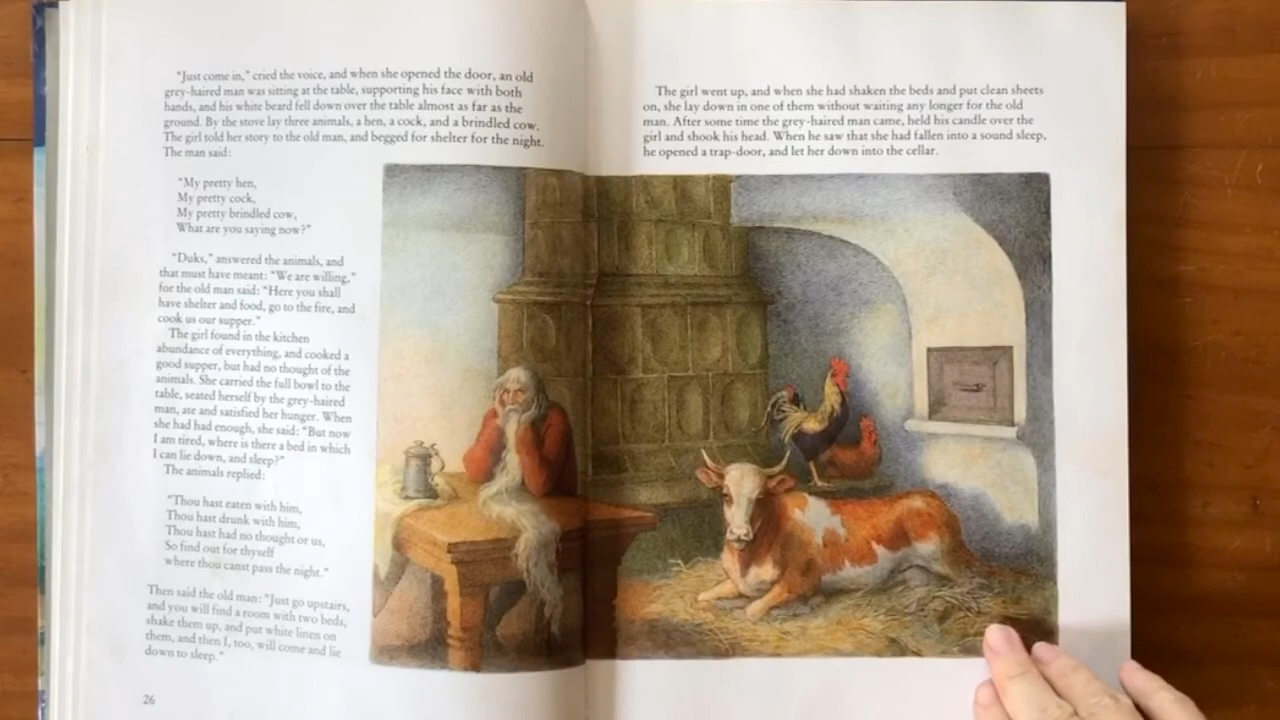 "Just come in," cried the voice, and when she opened the door, an old
grey-haired man was sitting at the table, supporting his face with both
hands, and his white beard fell down over the table almost as far as the
ground. By the stove lay three animals, a hen, a cock, and a brindled cow.
The girl told her story to the old man, and begged for shelter for the night.
The man said:
"My pretty hen,
My pretty cock,
My pretty brindled cow,
What are you saying now?"
"Duks," answered the animals, and
that must have meant: "We are willing,"
for the old man said: "Here you shall
have shelter and food, go to the fire, and
cook us our supper."
The girl found in the kitchen
abundance of everything, and cooked a
good supper, but had no thought of the
animals. She carried the full bowl to the
table, seated herself by the grey-haired
man, ate and satisfied her hunger. When
she had had enough, she said: "But now
I am tired, where is there a bed in which
I can lie down, and sleep?"
The animals replied:
"Thou hast eaten with him,
Thou hast drunk with him,
Thou hast had no thought or us,
So find out for thyself
where thou canst pass the night."
Then said the old man: "Just go upstairs,
and you will find a room with two beds,
shake them up, and put white linen on
them, and then I, too, will come and lie
down to sleep."
26
The girl went up, and when she had shaken the beds and put clean sheets
on, she lay down in one of them without waiting any longer for the old
man. After some time the grey-haired man came, held his candle over the
girl and shook his head. When he saw that she had fallen into a sound sleep,
he opened a trap-door, and let her down into the cellar.